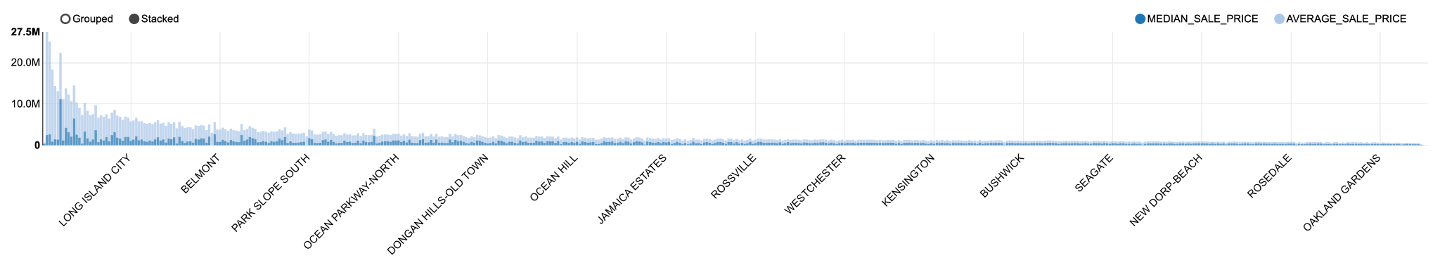 Grouped Stacked MEDIAN_SALE_PRICE AVERAGE_SALE_PRICE
27.5M
20.0M
10.0M
0
LONG ISLAND CITY
BELMONT
PARK SLOPE SOUTH
OCEAN PARKWAY-NORTH
DONGAN HILLS-OLD TOWN
OCEAN HILL
JAMAICA ESTATES
ROSSVILLE
WESTCHESTER
KENSINGTON
BUSHWICK
SEAGATE
NEW DORP-BEACH
ROSEDALE
OAKLAND GARDENS